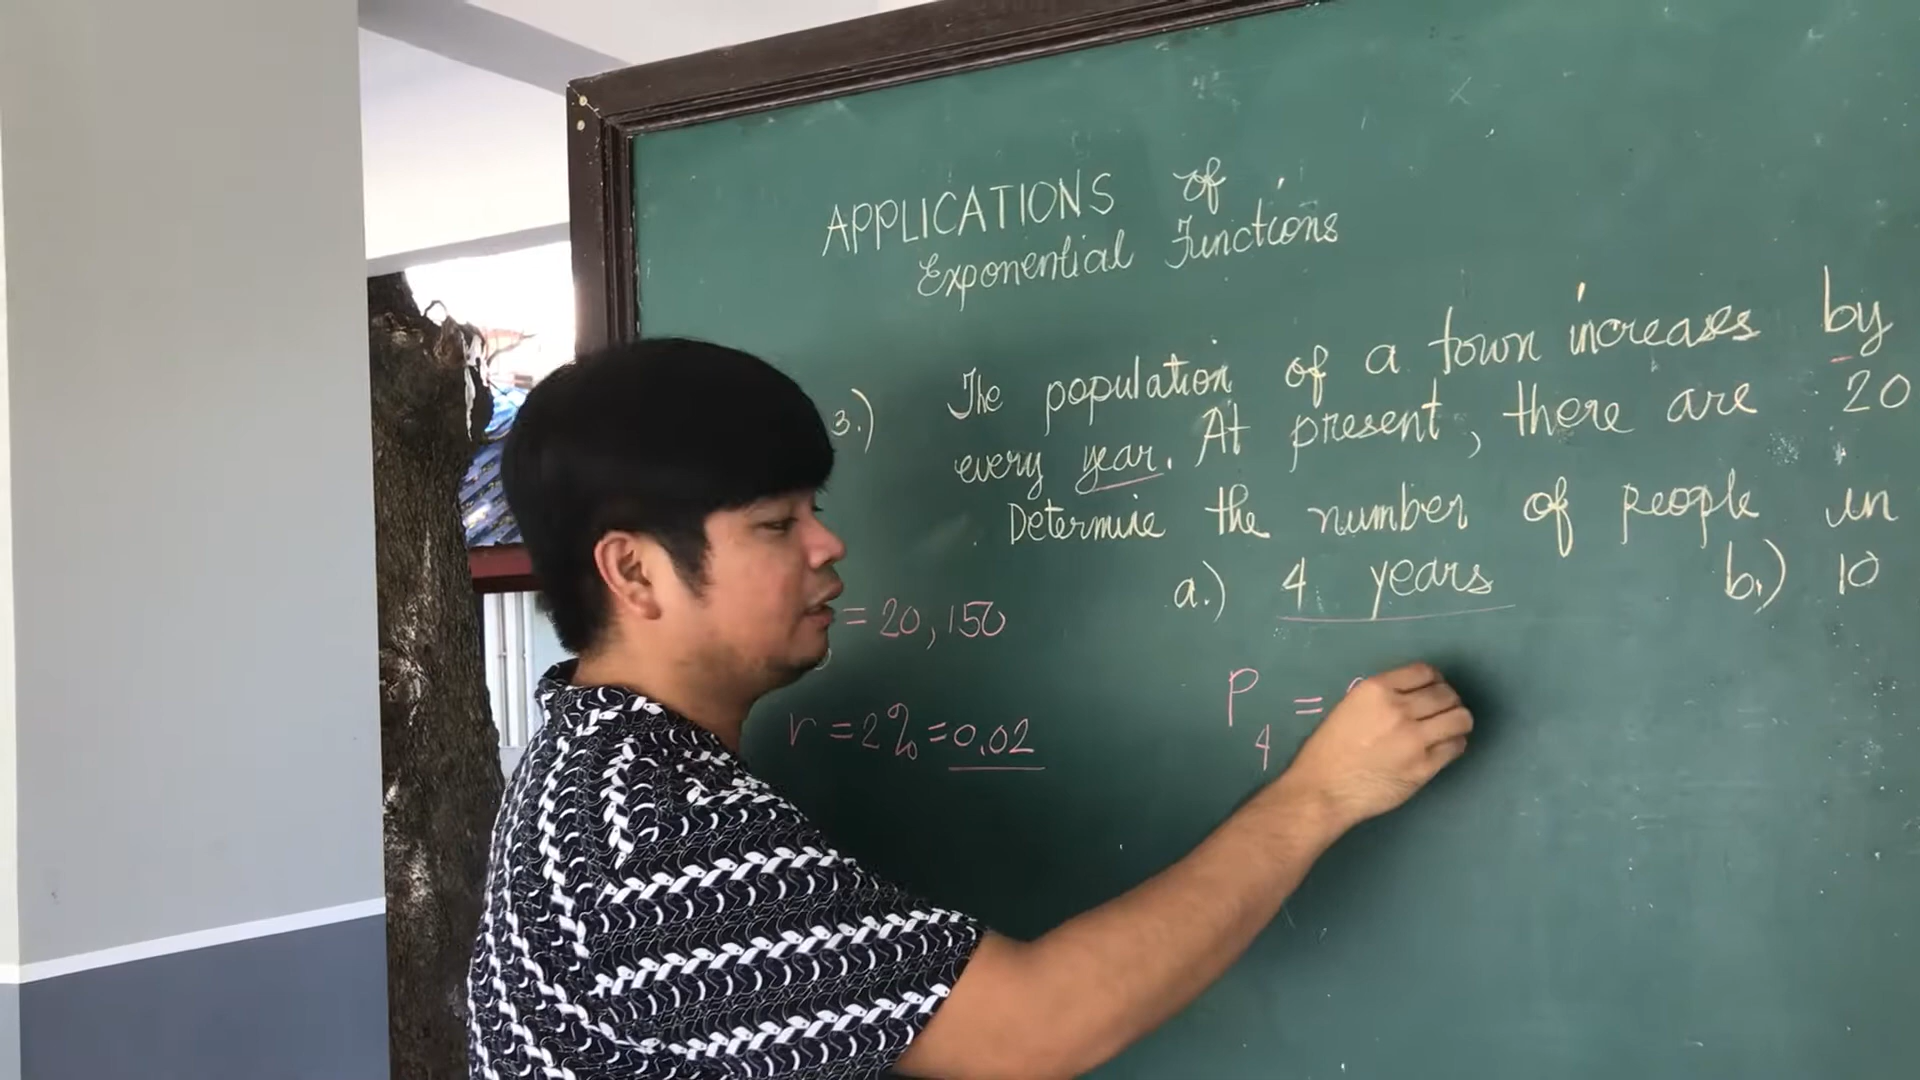 APPLICATIONS of
Exponential Functions
3.) The population of a town increases by
every year. At present, there are 20
Determine the number of people in
a.) 4 years b.) 10
= 20,150
r = 2% = 0.02
P4 =